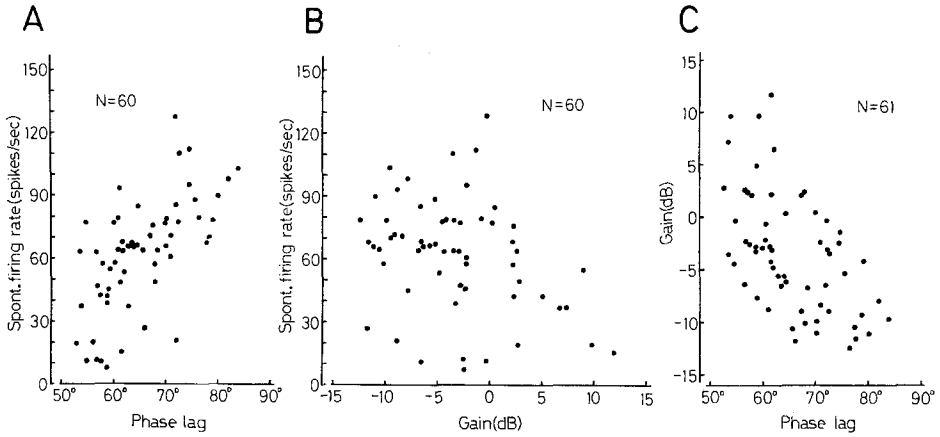 A
B
C
N=60
N=60
N=61
Spont. firing rate (spikes/sec)
150
120
90
60
30
0
50° 60° 70° 80° 90°
Phase lag
Spont. firing rate (spikes/sec)
150
120
90
60
30
0
-15 -10 -5 0 5 10 15
Gain(dB)
Gain(dB)
15
10
5
0
-5
-10
-15
50° 60° 70° 80° 90°
Phase lag